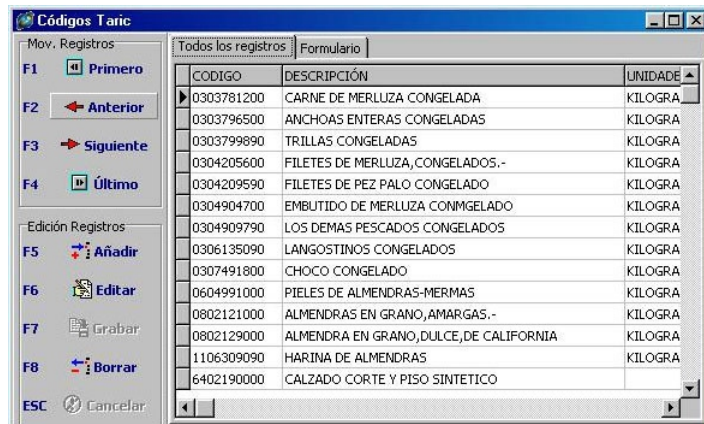 Códigos Taric
Mov. Registros
F1 Primero
F2 Anterior
F3 Siguiente
F4 Último
Edición Registros
F5 Añadir
F6 Editar
F7 Grabar
F8 Borrar
ESC Cancelar
Todos los registros Formulario
CODIGO DESCRIPCIÓN UNIDADE
0303781200 CARNE DE MERLUZA CONGELADA KILOGRA
0303796500 ANCHOAS ENTERAS CONGELADAS KILOGRA
0303799890 TRILLAS CONGELADAS KILOGRA
0304205600 FILETES DE MERLUZA,CONGELADOS.- KILOGRA
0304209590 FILETES DE PEZ PALO CONGELADO KILOGRA
0304904700 EMBUTIDO DE MERLUZA CONMGELADO KILOGRA
0304909790 LOS DEMAS PESCADOS CONGELADOS KILOGRA
0306135090 LANGOSTINOS CONGELADOS KILOGRA
0307491800 CHOCO CONGELADO KILOGRA
0604991000 PIELES DE ALMENDRAS-MERMAS KILOGRA
0802121000 ALMENDRAS EN GRANO,AMARGAS.- KILOGRA
0802129000 ALMENDRA EN GRANO,DULCE,DE CALIFORNIA KILOGRA
1106309090 HARINA DE ALMENDRAS KILOGRA
6402190000 CALZADO CORTE Y PISO SINTETICO